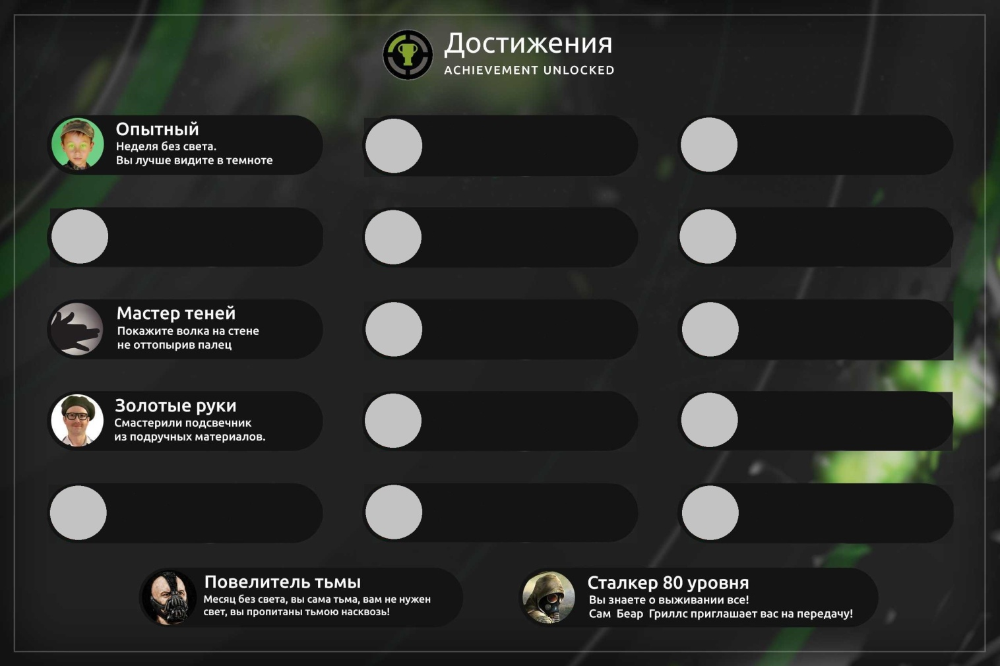 Достижения
ACHIEVEMENT UNLOCKED
Опытный
Неделя без света.
Вы лучше видите в темноте
Мастер теней
Покажите волка на стене
не оттопырив палец
Золотые руки
Смастерили подсвечник
из подручных материалов.
Повелитель тьмы
Месяц без света, вы сама тьма, вам не нужен
свет, вы пропитаны тьмою насквозь!
Сталкер 80 уровня
Вы знаете о выживании все!
Сам Беар Гриллс приглашает вас на передачу!